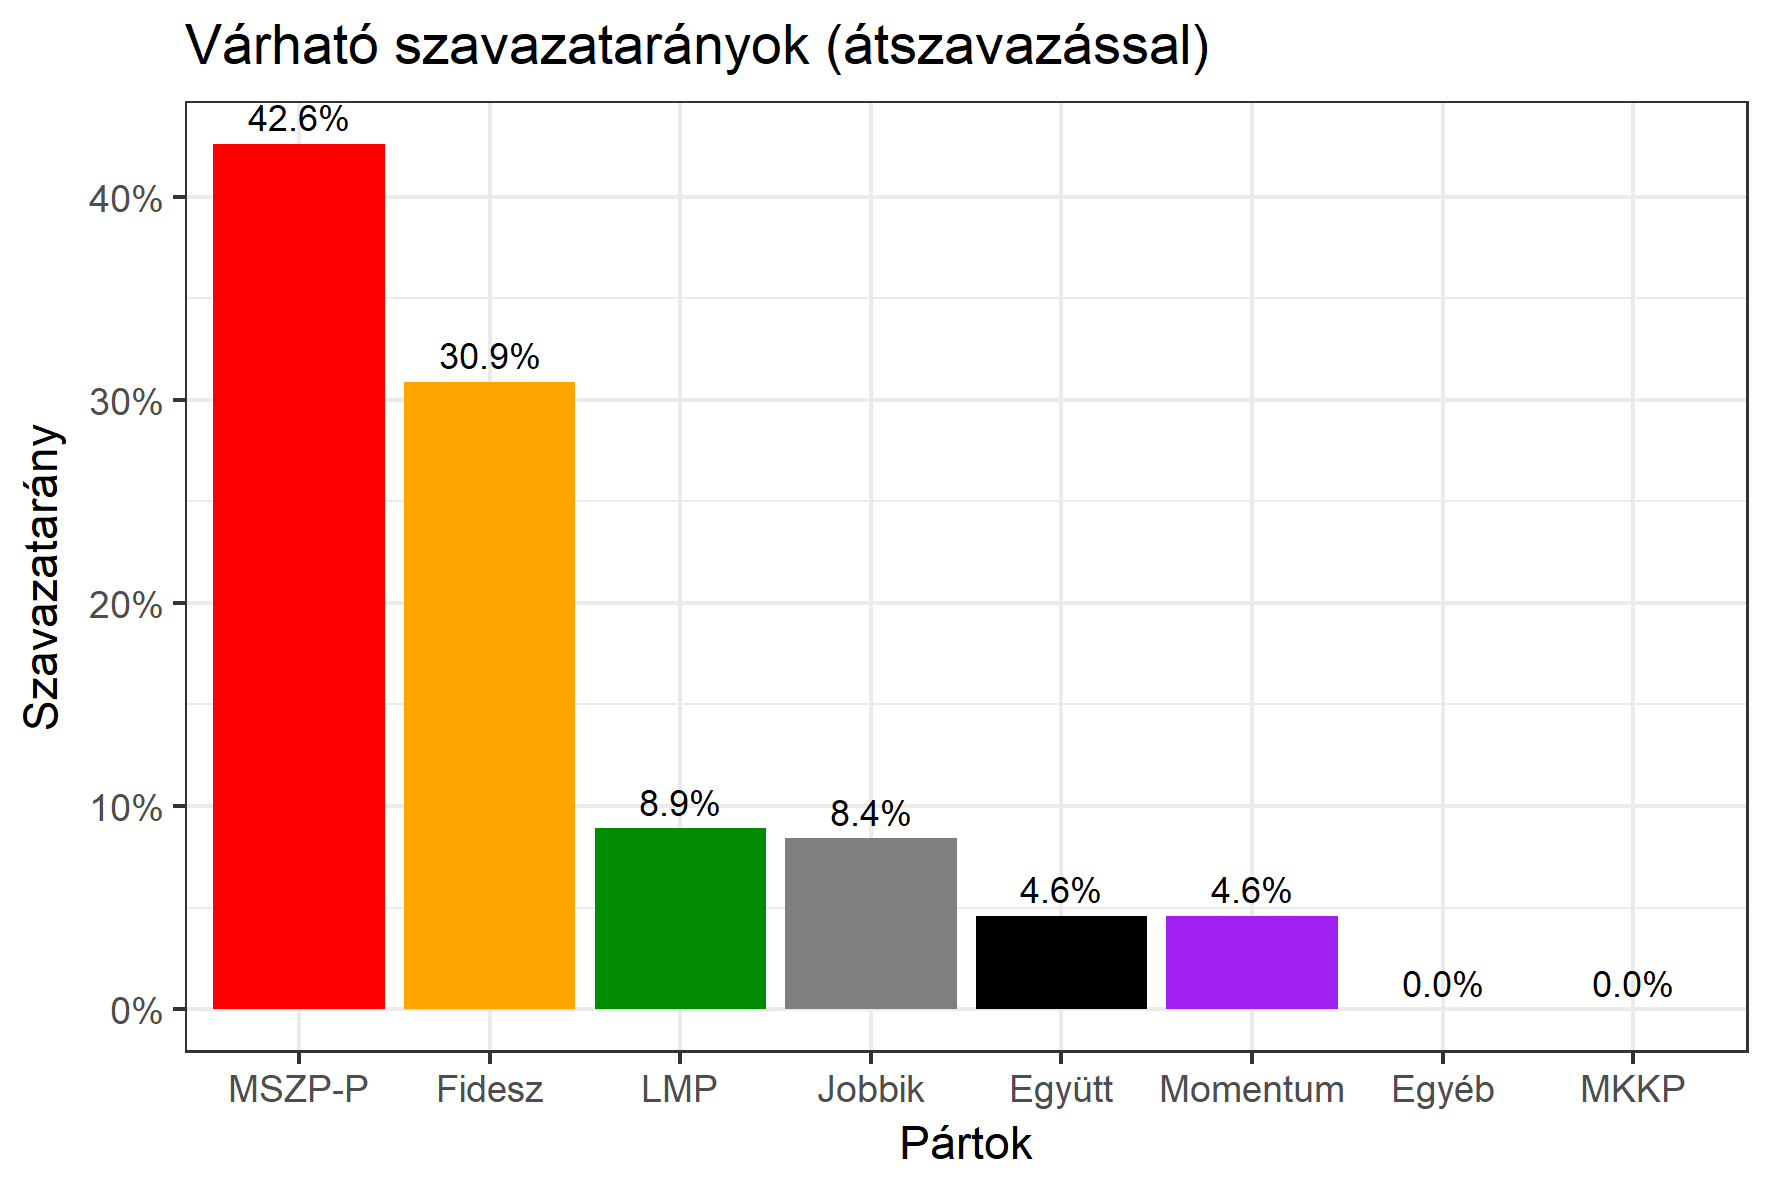 Várható szavazatarányok (átszavazással)
42.6%
30.9%
8.9%
8.4%
4.6%
4.6%
0.0%
0.0%
40%
30%
20%
10%
0%
Szavazatarány
MSZP-P
Fidesz
LMP
Jobbik
Együtt
Momentum
Egyéb
MKKP
Pártok